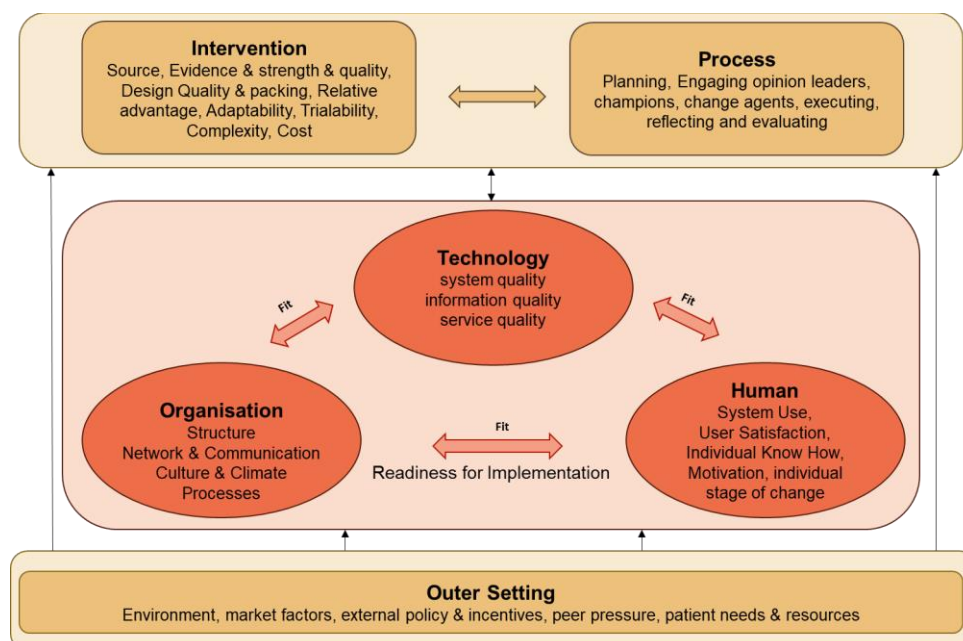 Intervention
Source, Evidence & strength & quality,
Design Quality & packing, Relative
advantage, Adaptability, Trialability,
Complexity, Cost
Process
Planning, Engaging opinion leaders,
champions, change agents, executing,
reflecting and evaluating
Technology
system quality
information quality
service quality
Fit
Fit
Organisation
Structure
Network & Communication
Culture & Climate
Processes
Fit
Readiness for Implementation
Human
System Use,
User Satisfaction,
Individual Know How,
Motivation, individual
stage of change
Outer Setting
Environment, market factors, external policy & incentives, peer pressure, patient needs & resources